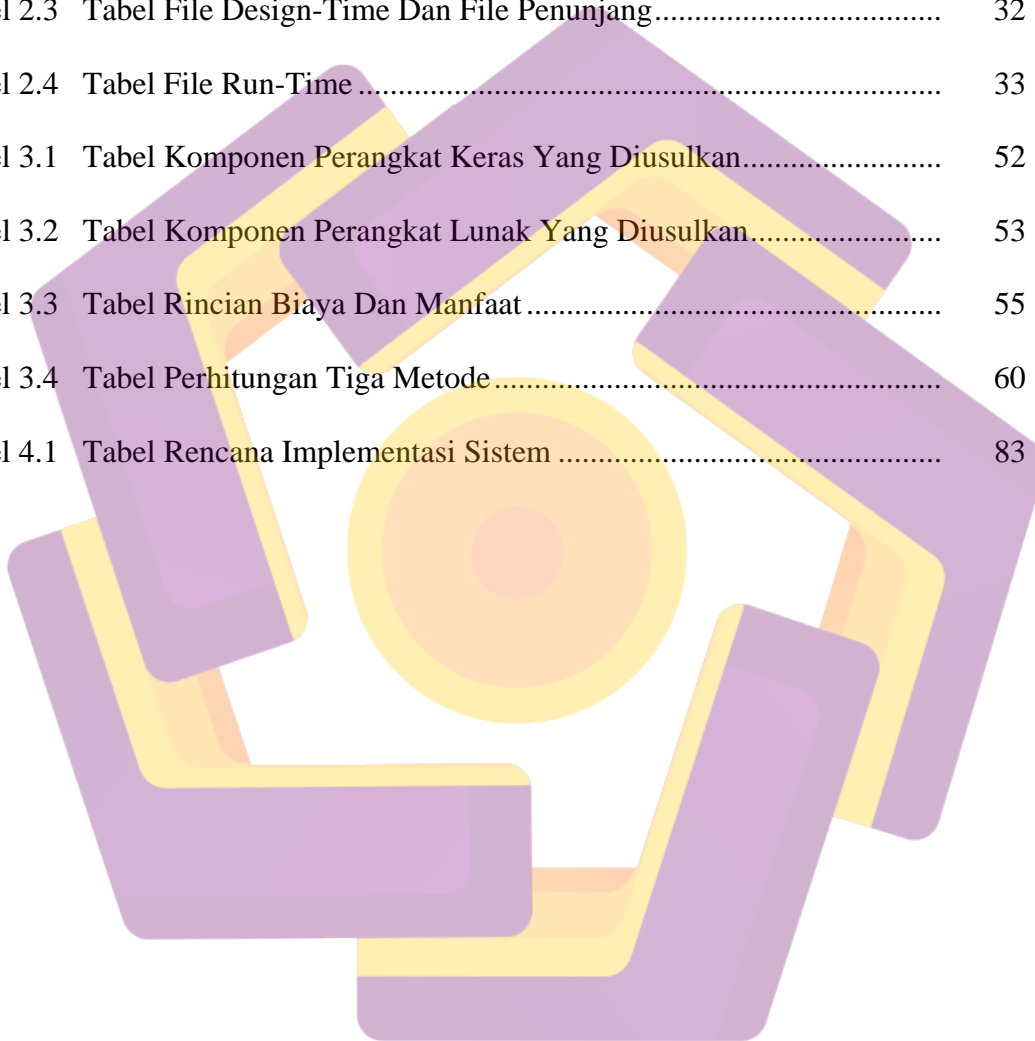 el 2.3 Tabel File Design-Time Dan File Penunjang.................................. 32
el 2.4 Tabel File Run-Time ...................................................................... 33
el 3.1 Tabel Komponen Perangkat Keras Yang Diusulkan........................ 52
el 3.2 Tabel Komponen Perangkat Lunak Yang Diusulkan....................... 53
el 3.3 Tabel Rincian Biaya Dan Manfaat .................................................. 55
el 3.4 Tabel Perhitungan Tiga Metode ...................................................... 60
el 4.1 Tabel Rencana Implementasi Sistem .............................................. 83